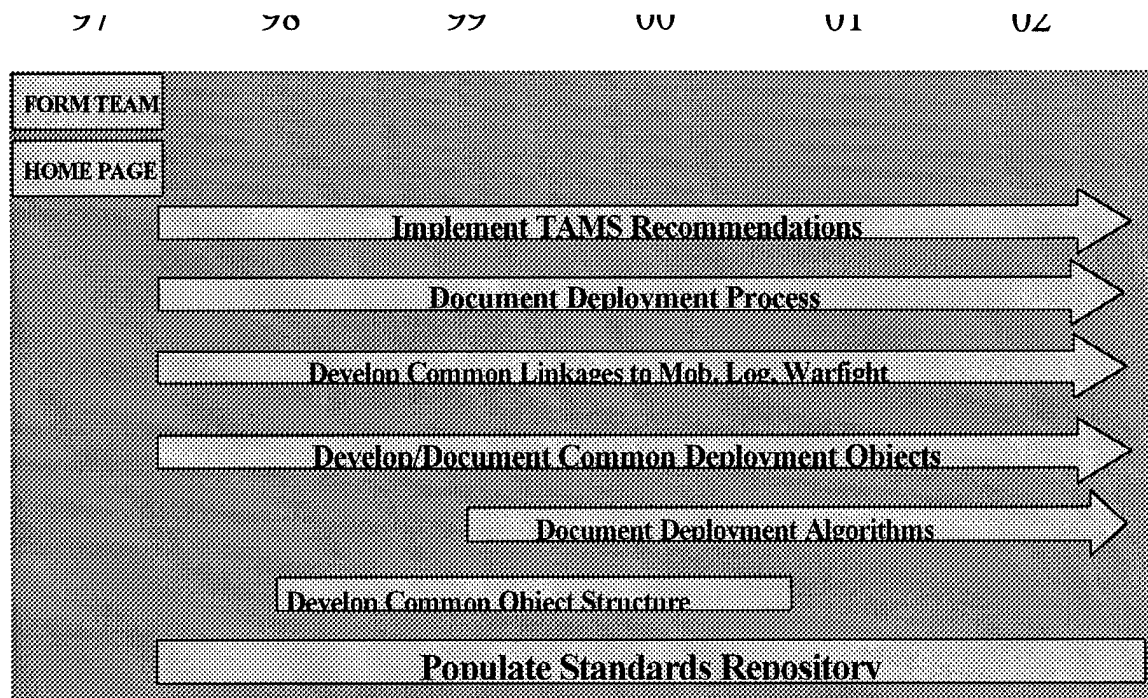 97 98 99 00 01 02
FORM TEAM
HOME PAGE
Implement TAMS Recommendations
Document Deployment Process
Develop Common Linkages to Mob, Log, Warfight
Develop/Document Common Deployment Objects
Document Deployment Algorithms
Develop Common Object Structure
Populate Standards Repository